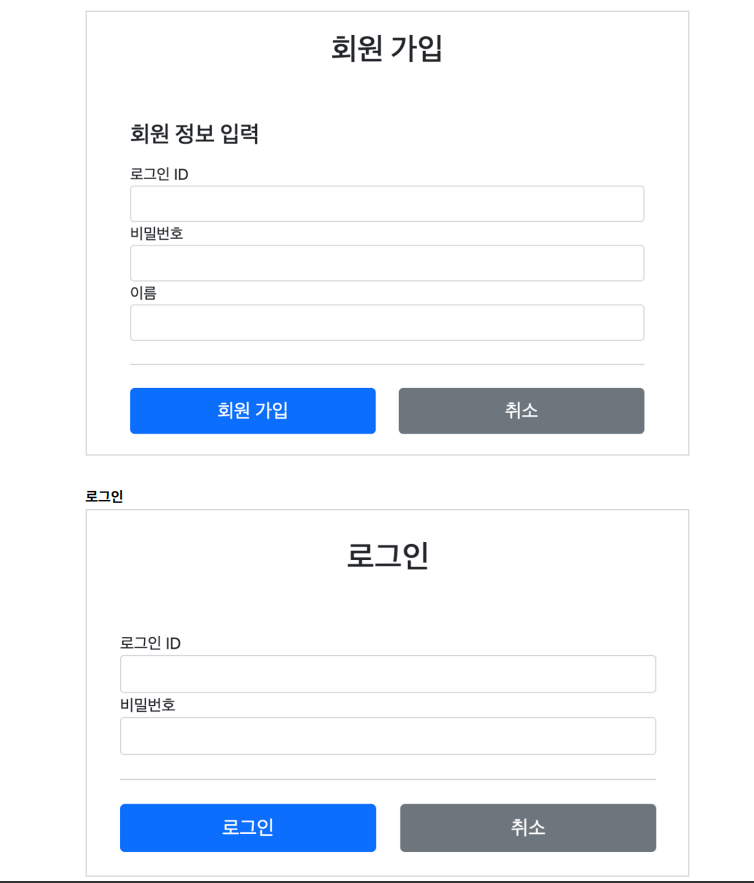 회원 가입
회원 정보 입력
로그인 ID
비밀번호
이름
회원 가입 취소
로그인
로그인
로그인 ID
비밀번호
로그인 취소